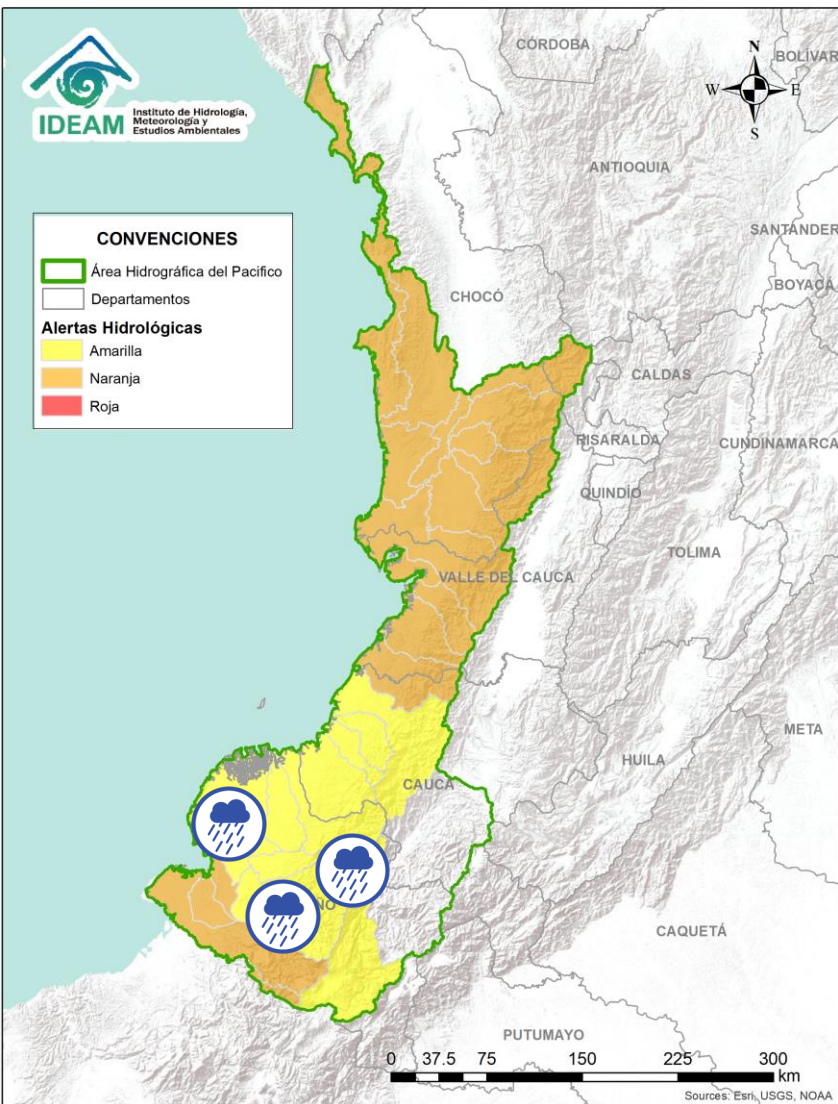 IDEAM
Instituto de Hidrología,
Meteorología y
Estudios Ambientales
CÓRDOBA
BOLÍVAR
N
W E
S
ANTIOQUIA
SANTANDER
BOYACÁ
CONVENCIONES
Área Hidrográfica del Pacifico
Departamentos
Alertas Hidrológicas
Amarilla
Naranja
Roja
CHOCÓ
CALDAS
RISARALDA
CUNDINAMARCA
QUINDÍO
TOLIMA
VALLE DEL CAUCA
META
HUILA
CAUCA
ÑO
CAQUETÁ
PUTUMAYO
0 37.5 75 150 225 300
km
Sources: Esri, USGS, NOAA